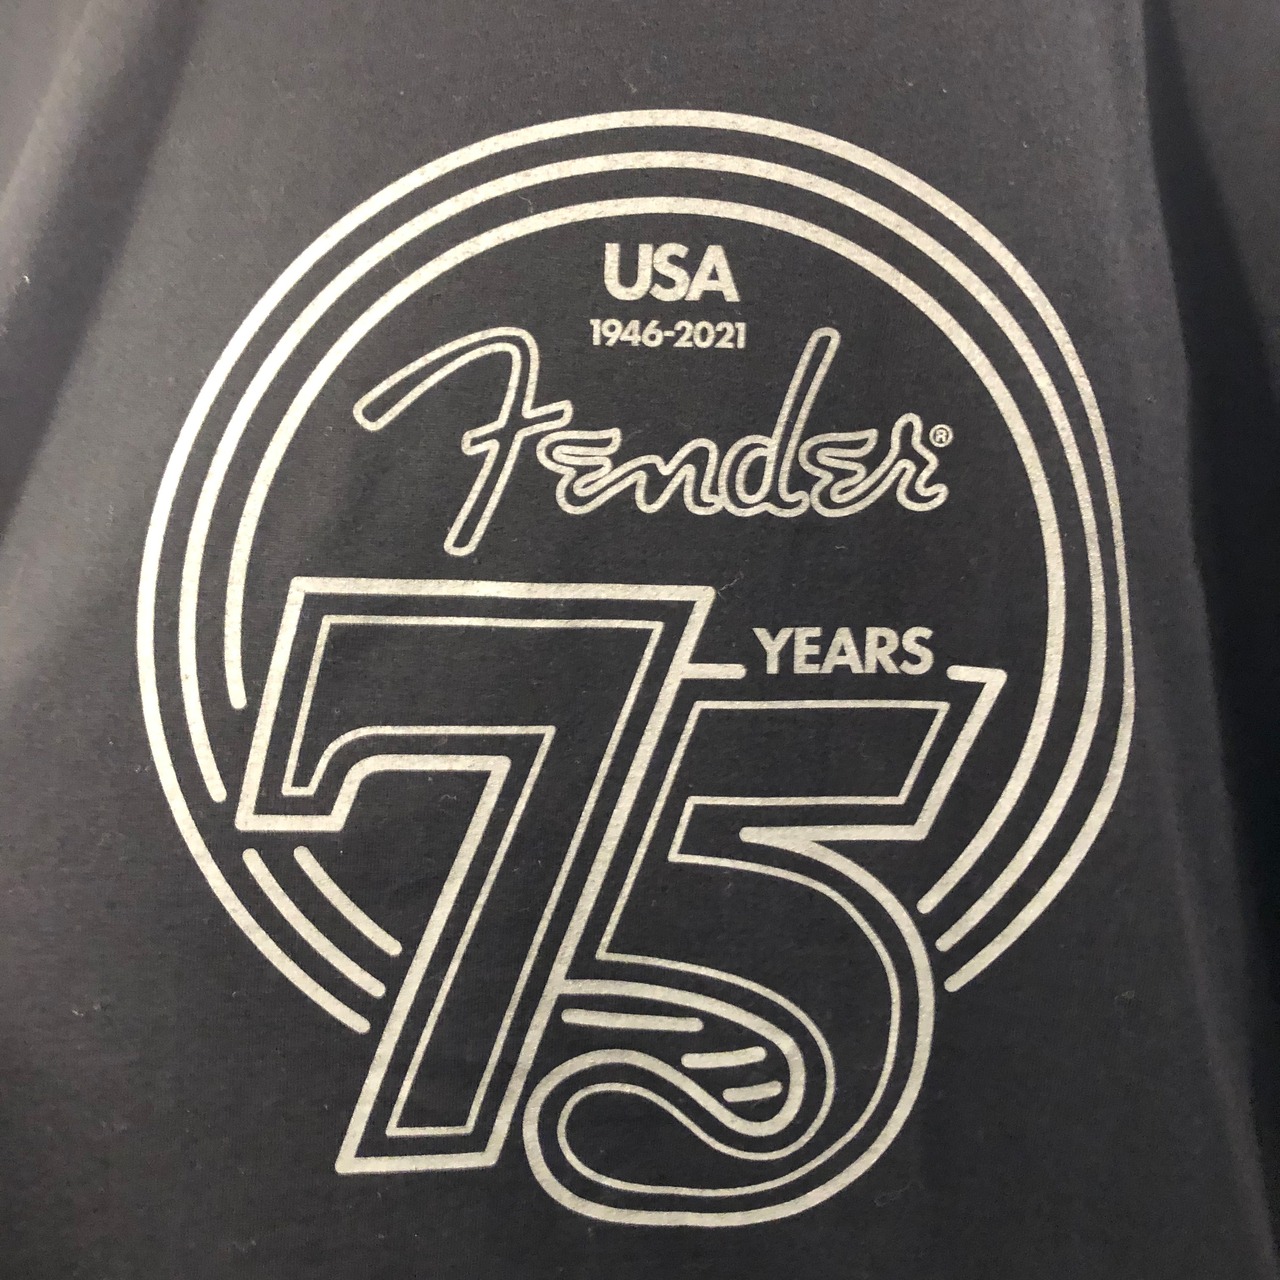 USA
1946-2021
Fender®
75
YEARS